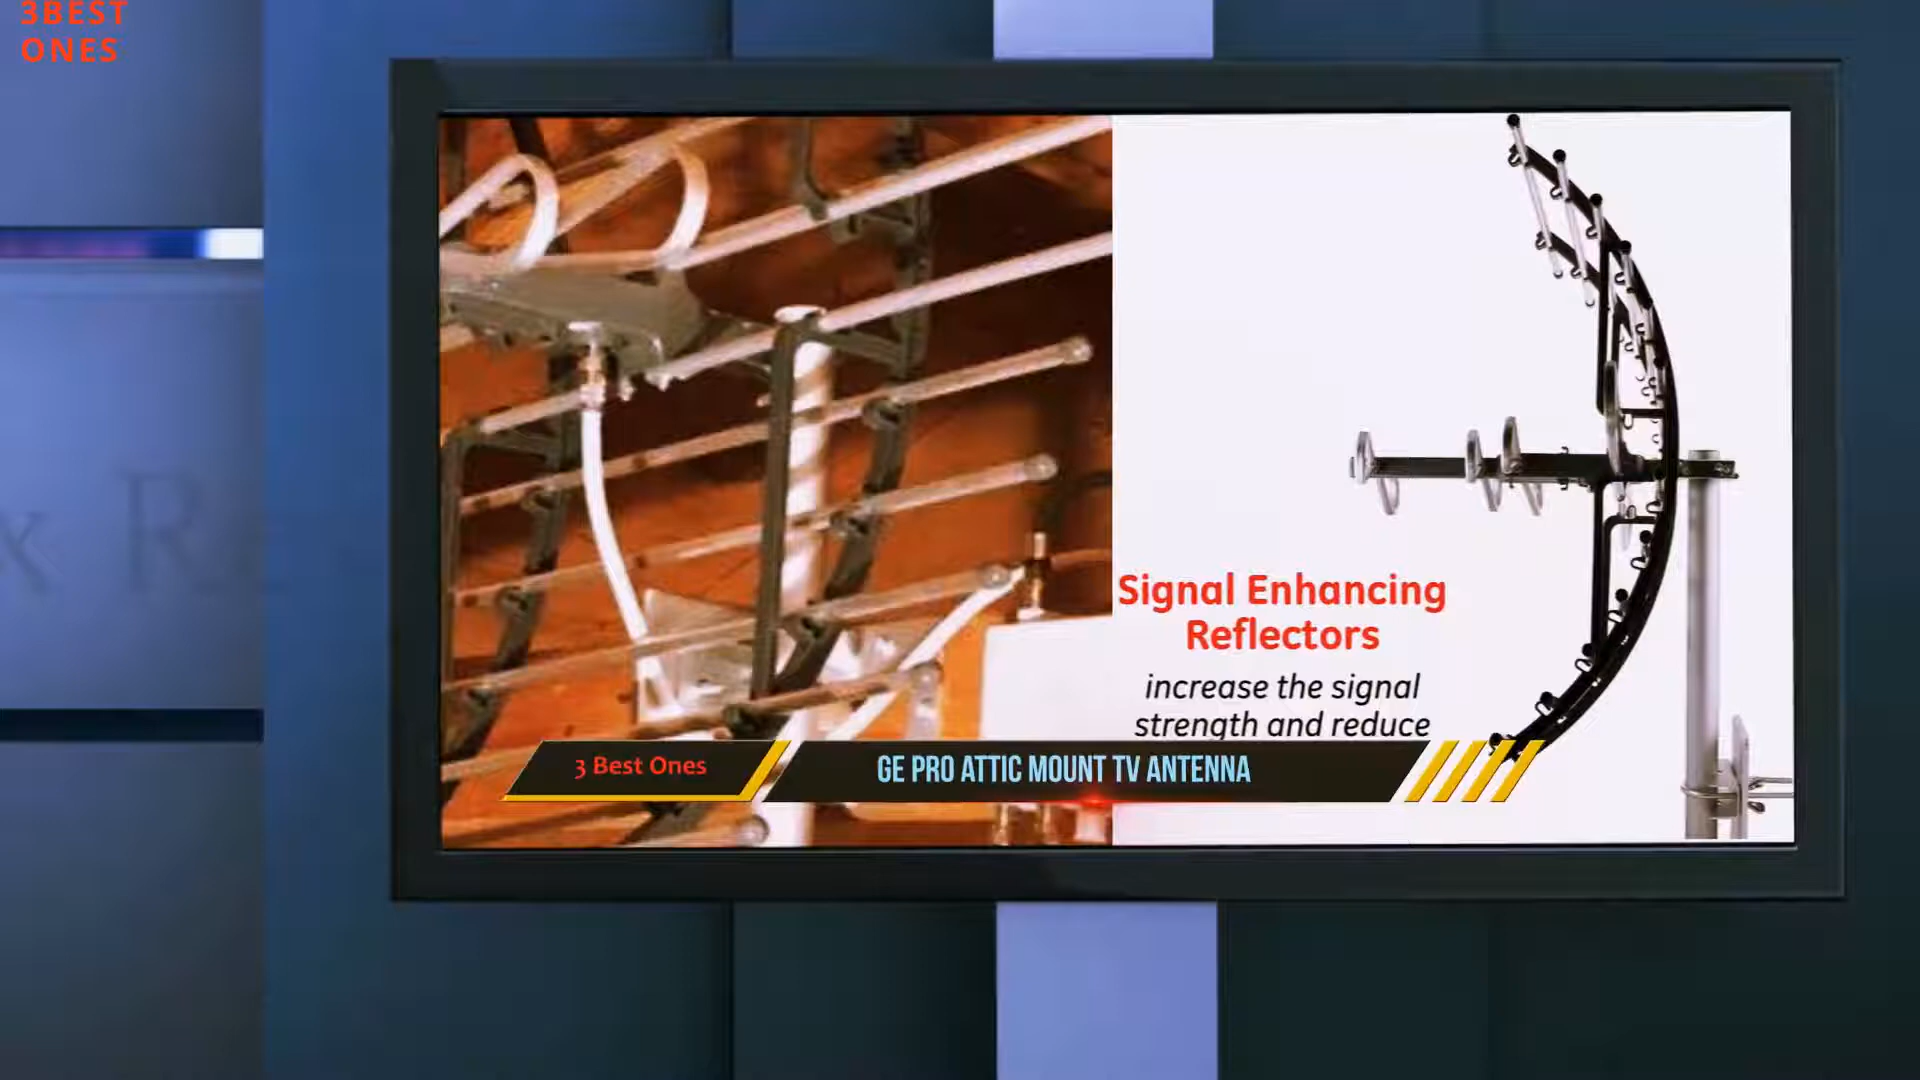 3BEST
ONES
Signal Enhancing
Reflectors
increase the signal
strength and reduce
3 Best Ones
GE PRO ATTIC MOUNT TV ANTENNA